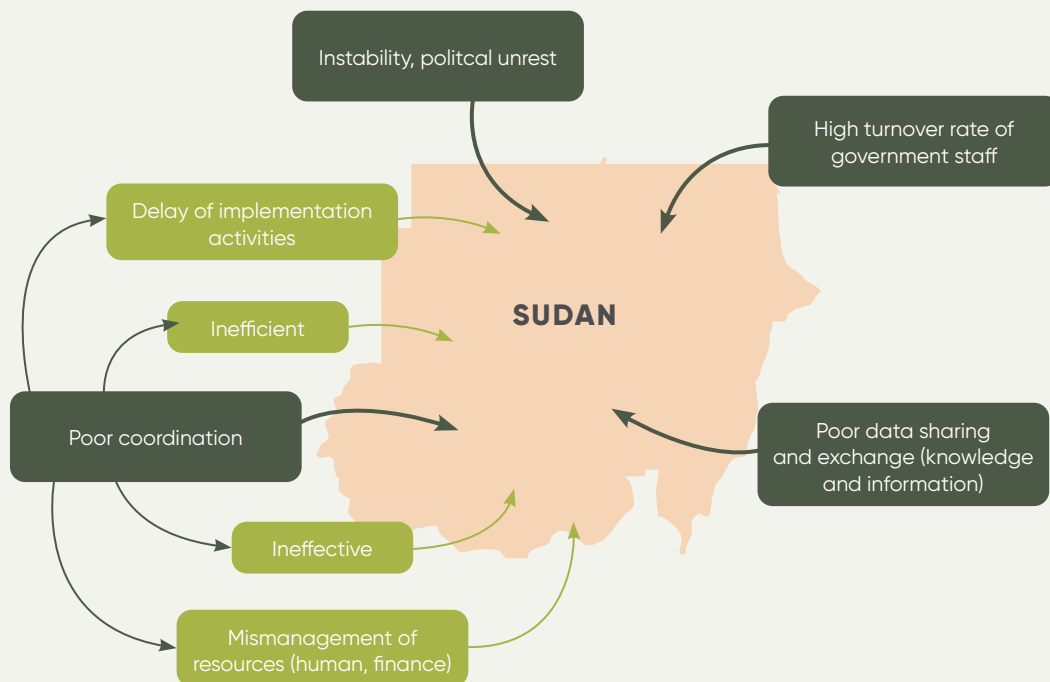 Instability, politcal unrest
High turnover rate of
government staff
Delay of implementation
activities
SUDAN
Inefficient
Poor coordination
Poor data sharing
and exchange (knowledge
and information)
Ineffective
Mismanagement of
resources (human, finance)